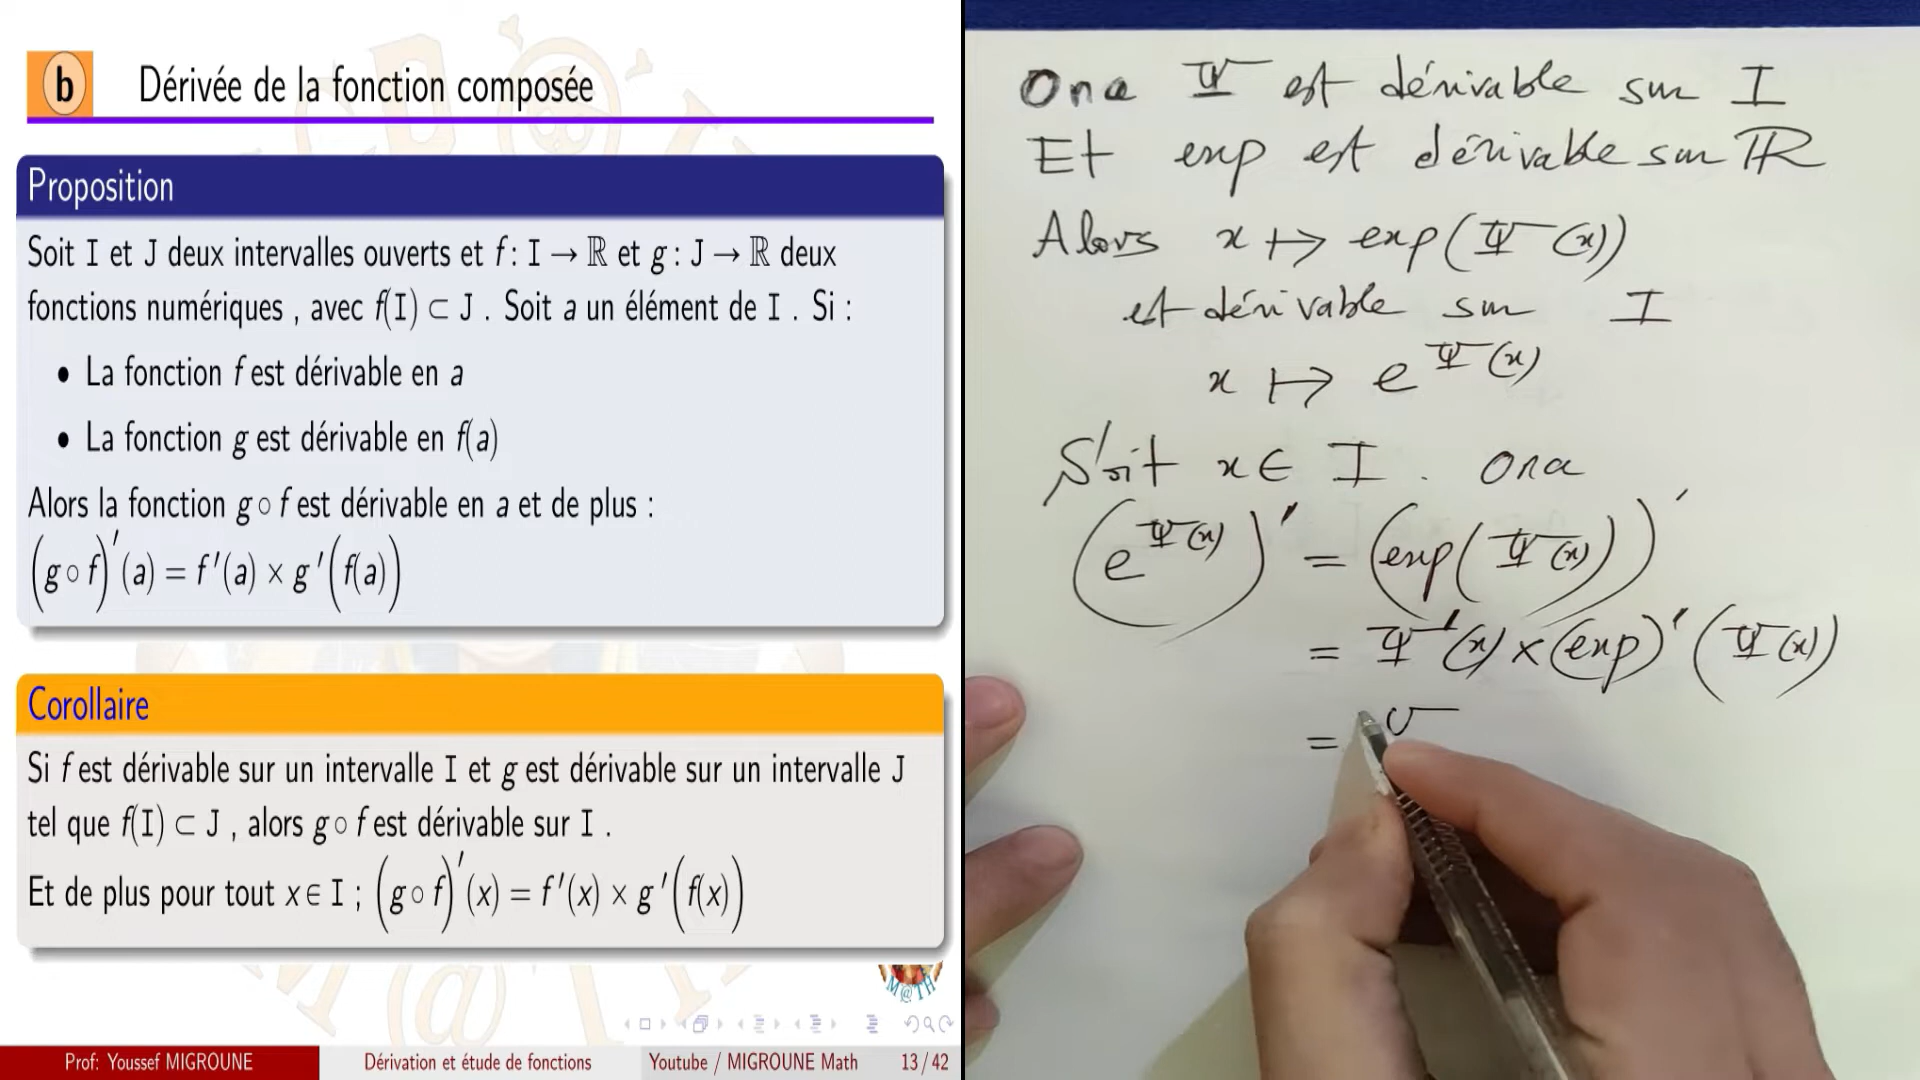 b Dérivée de la fonction composée
Proposition
Soit I et J deux intervalles ouverts et f : I → ℝ et g : J → ℝ deux
fonctions numériques , avec f(I) ⊂ J . Soit a un élément de I . Si :
• La fonction f est dérivable en a
• La fonction g est dérivable en f(a)
Alors la fonction g ∘ f est dérivable en a et de plus :
(g ∘ f)′(a) = f ′(a) × g ′(f(a))
Corollaire
Si f est dérivable sur un intervalle I et g est dérivable sur un intervalle J
tel que f(I) ⊂ J , alors g ∘ f est dérivable sur I .
Et de plus pour tout x ∈ I ; (g ∘ f)′(x) = f ′(x) × g ′(f(x))
M@TH
Prof: Youssef MIGROUNE Dérivation et étude de fonctions Youtube / MIGROUNE Math 13 / 42
Ona Ψ est dérivable sur I
Et exp est dérivable sur ℝ
Alors x ↦ exp(Ψ(x))
est dérivable sur I
x ↦ e^Ψ(x)
Soit x ∈ I . Ona
(e^Ψ(x))′ = (exp(Ψ(x)))′
= Ψ′(x) × (exp)′(Ψ(x))
=